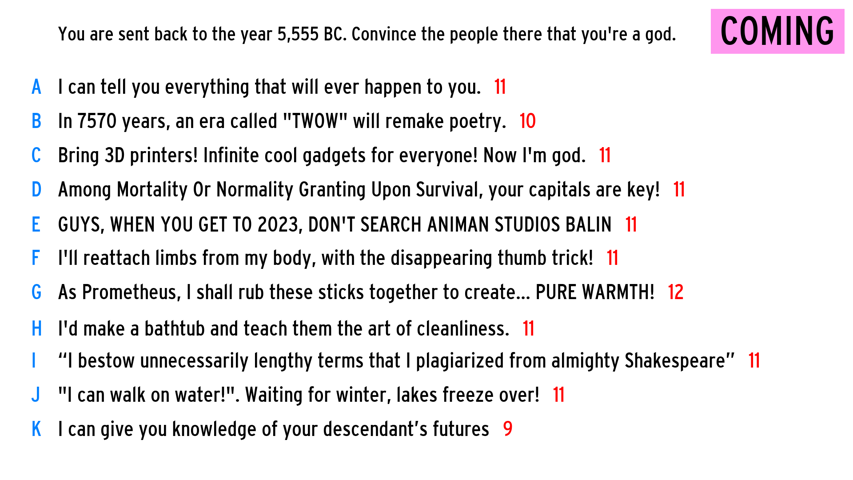 You are sent back to the year 5,555 BC. Convince the people there that you're a god.
COMING
A I can tell you everything that will ever happen to you. 11
B In 7570 years, an era called "TWOW" will remake poetry. 10
C Bring 3D printers! Infinite cool gadgets for everyone! Now I'm god. 11
D Among Mortality Or Normality Granting Upon Survival, your capitals are key! 11
E GUYS, WHEN YOU GET TO 2023, DON'T SEARCH ANIMAN STUDIOS BALIN 11
F I'll reattach limbs from my body, with the disappearing thumb trick! 11
G As Prometheus, I shall rub these sticks together to create... PURE WARMTH! 12
H I'd make a bathtub and teach them the art of cleanliness. 11
I “I bestow unnecessarily lengthy terms that I plagiarized from almighty Shakespeare” 11
J "I can walk on water!". Waiting for winter, lakes freeze over! 11
K I can give you knowledge of your descendant’s futures 9